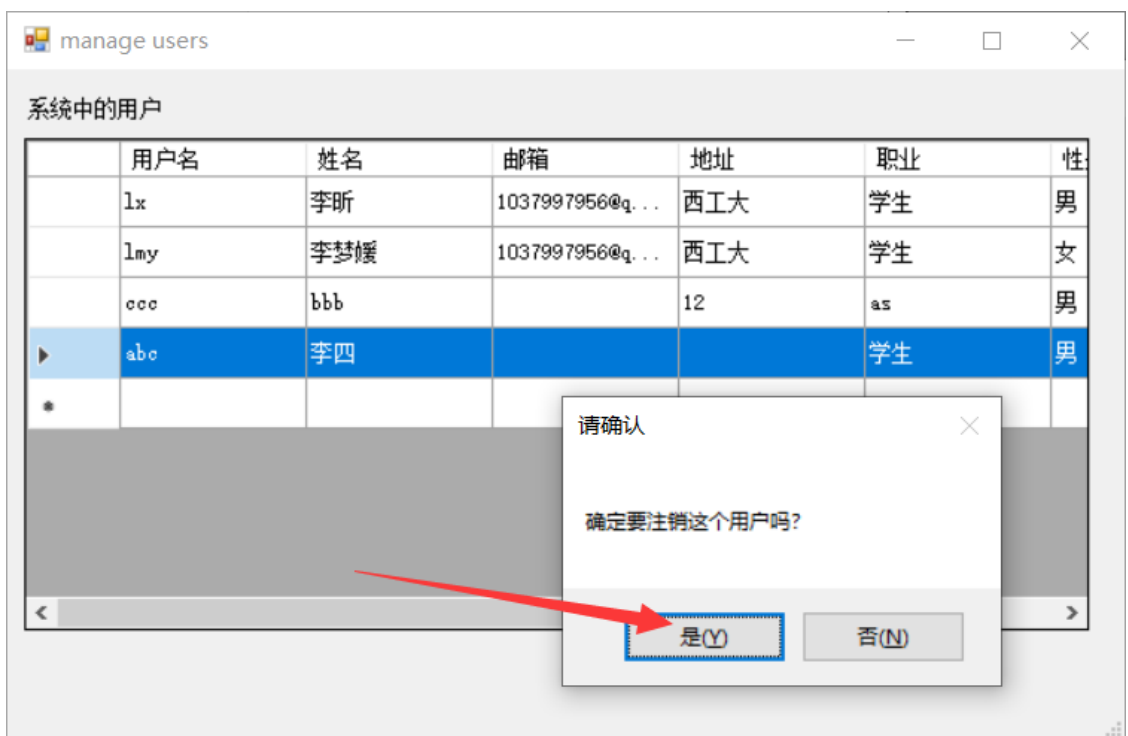 manage users
系统中的用户
用户名 姓名 邮箱 地址 职业
lx 李昕 1037997956@q... 西工大 学生 男
lmy 李梦媛 1037997956@q... 西工大 学生 女
ccc bbb 12 as 男
abc 李四 学生 男
请确认
确定要注销这个用户吗?
是(Y) 否(N)